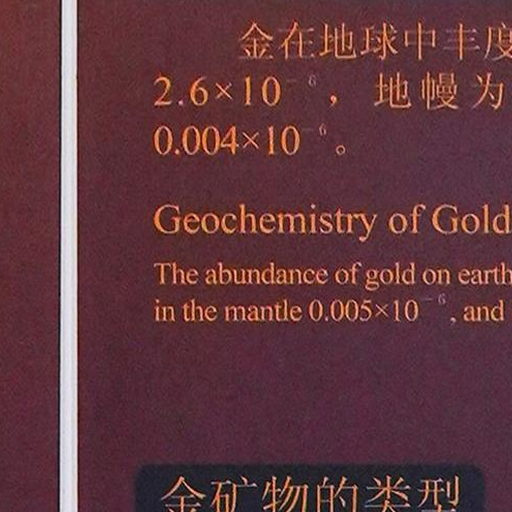 金在地球中丰度
2.6×10⁻⁶，地幔为
0.004×10⁻⁶。
Geochemistry of Gold
The abundance of gold on earth
in the mantle 0.005×10⁻⁶, and
金矿物的类型